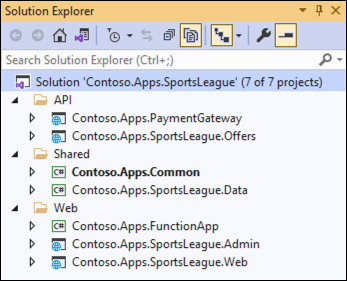 Solution Explorer
Search Solution Explorer (Ctrl+;)
Solution 'Contoso.Apps.SportsLeague' (7 of 7 projects)
API
Contoso.Apps.PaymentGateway
Contoso.Apps.SportsLeague.Offers
Shared
Contoso.Apps.Common
Contoso.Apps.SportsLeague.Data
Web
Contoso.Apps.FunctionApp
Contoso.Apps.SportsLeague.Admin
Contoso.Apps.SportsLeague.Web